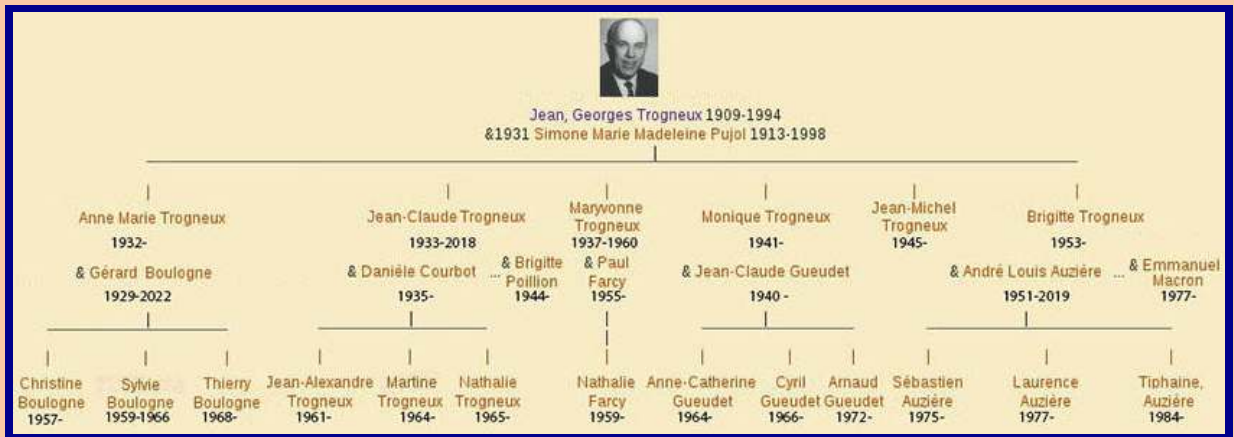 Jean, Georges Trogneux 1909-1994
&1931 Simone Marie Madeleine Pujol 1913-1998
Anne Marie Trogneux
1932-
& Gérard Boulogne
1929-2022
Jean-Claude Trogneux
1933-2018
& Danièle Courbot
1935-
... & Brigitte
Poillion
1944-
Maryvonne
Trogneux
1937-1960
& Paul
Farcy
1955-
Monique Trogneux
1941-
& Jean-Claude Gueudet
1940 -
Jean-Michel
Trogneux
1945-
Brigitte Trogneux
1953-
& André Louis Auzière
1951-2019
... & Emmanuel
Macron
1977-
Christine
Boulogne
1957-
Sylvie
Boulogne
1959-1966
Thierry
Boulogne
1968-
Jean-Alexandre
Trogneux
1961-
Martine
Trogneux
1964-
Nathalie
Trogneux
1965-
Nathalie
Farcy
1959-
Anne-Catherine
Gueudet
1964-
Cyril
Gueudet
1966-
Arnaud
Gueudet
1972-
Sébastien
Auzière
1975-
Laurence
Auzière
1977-
Tiphaine,
Auzière
1984-